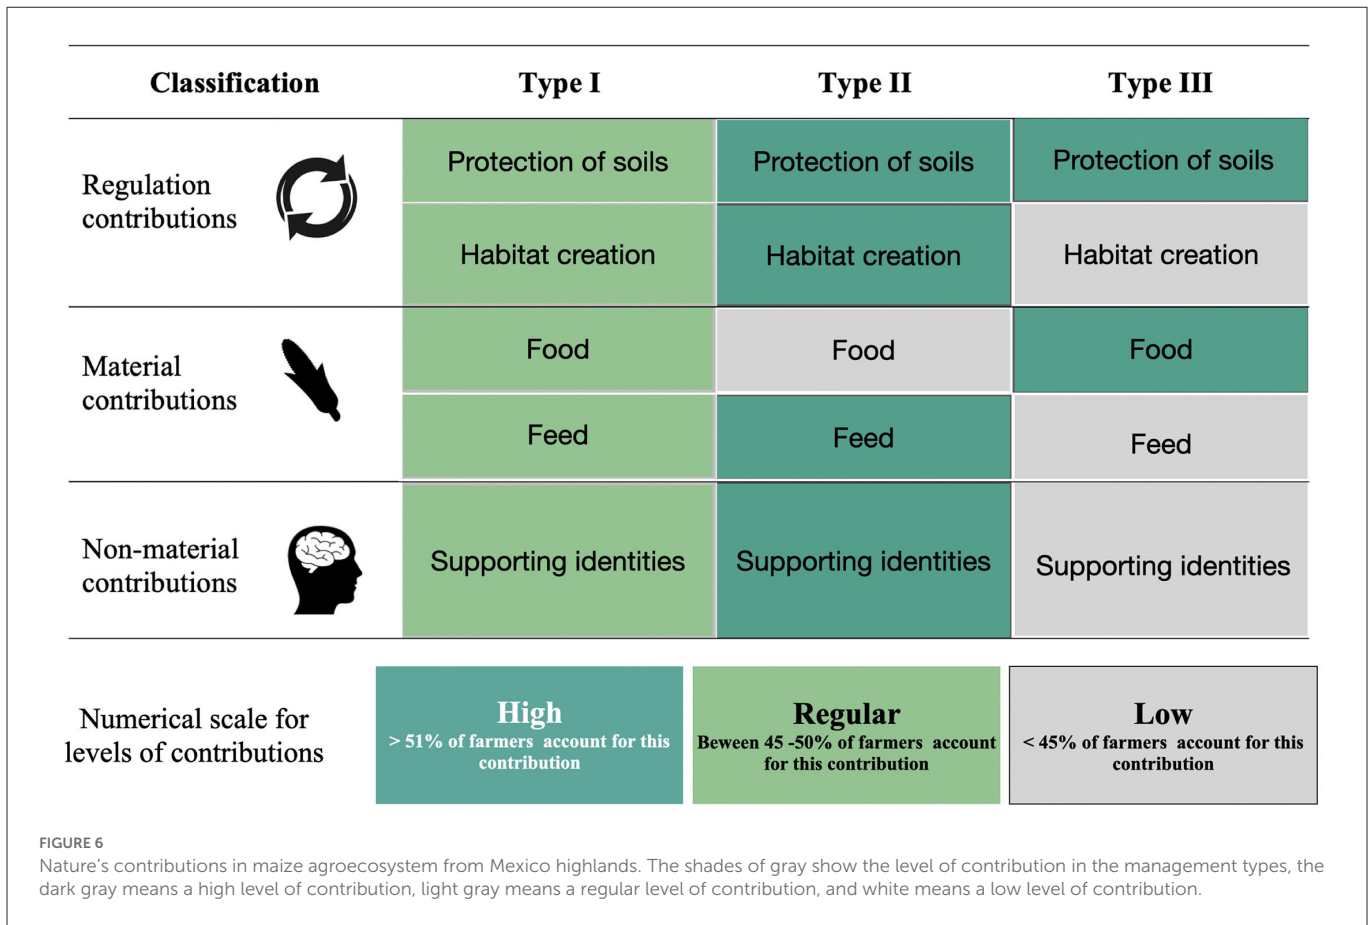 Classification Type I Type II Type III
Regulation
contributions
Protection of soils Protection of soils Protection of soils
Habitat creation Habitat creation Habitat creation
Material
contributions
Food Food Food
Feed Feed Feed
Non-material
contributions
Supporting identities Supporting identities Supporting identities
Numerical scale for
levels of contributions
High
> 51% of farmers account for this
contribution
Regular
Beween 45 -50% of farmers account
for this contribution
Low
< 45% of farmers account for this
contribution
FIGURE 6
Nature's contributions in maize agroecosystem from Mexico highlands. The shades of gray show the level of contribution in the management types, the
dark gray means a high level of contribution, light gray means a regular level of contribution, and white means a low level of contribution.